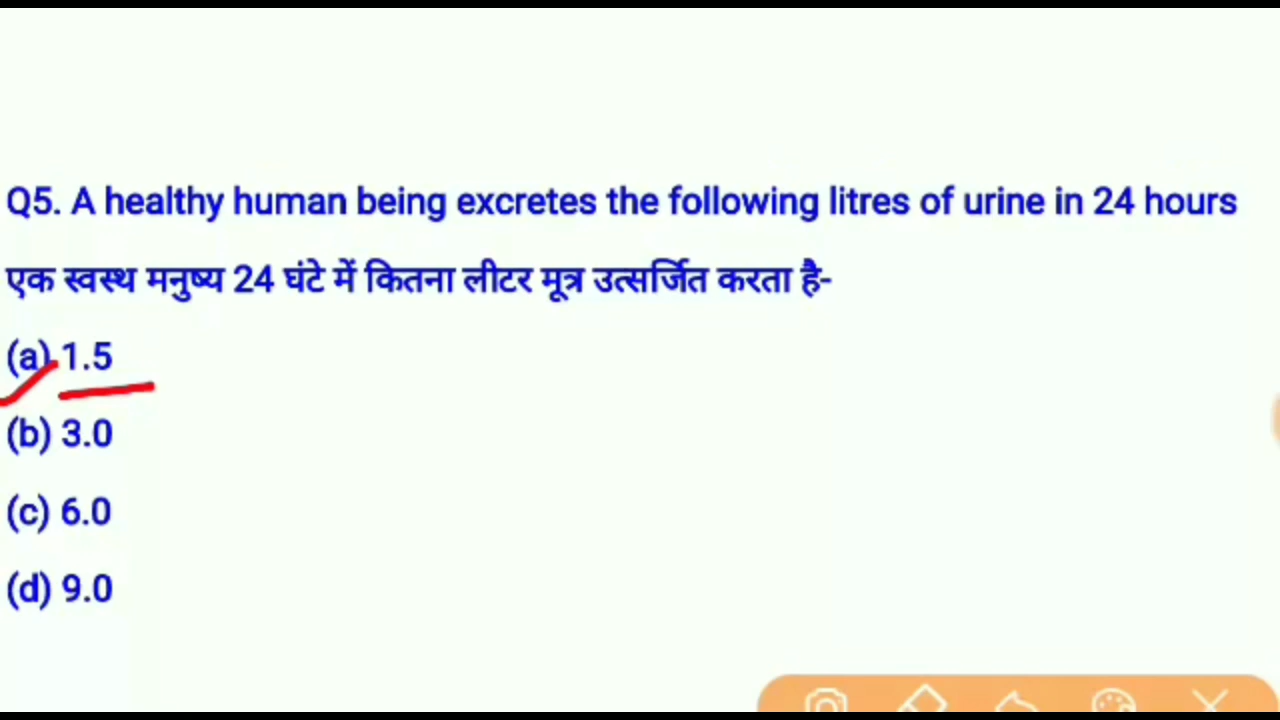 Q5. A healthy human being excretes the following litres of urine in 24 hours
एक स्वस्थ मनुष्य 24 घंटे में कितना लीटर मूत्र उत्सर्जित करता है-
(a) 1.5
(b) 3.0
(c) 6.0
(d) 9.0